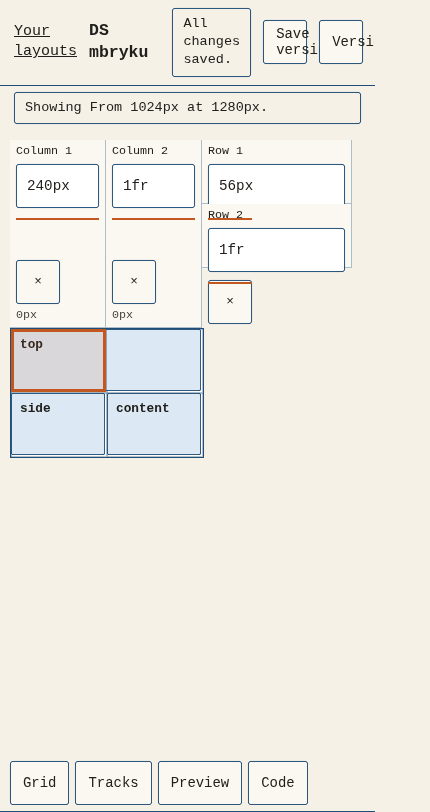 Your
layouts
DS
mbryku
All
changes
saved.
Save
versi
Versi
Showing From 1024px at 1280px.
Column 1
Column 2
Row 1
240px
1fr
56px
Row 2
1fr
×
×
×
0px
0px
top
side
content
Grid
Tracks
Preview
Code